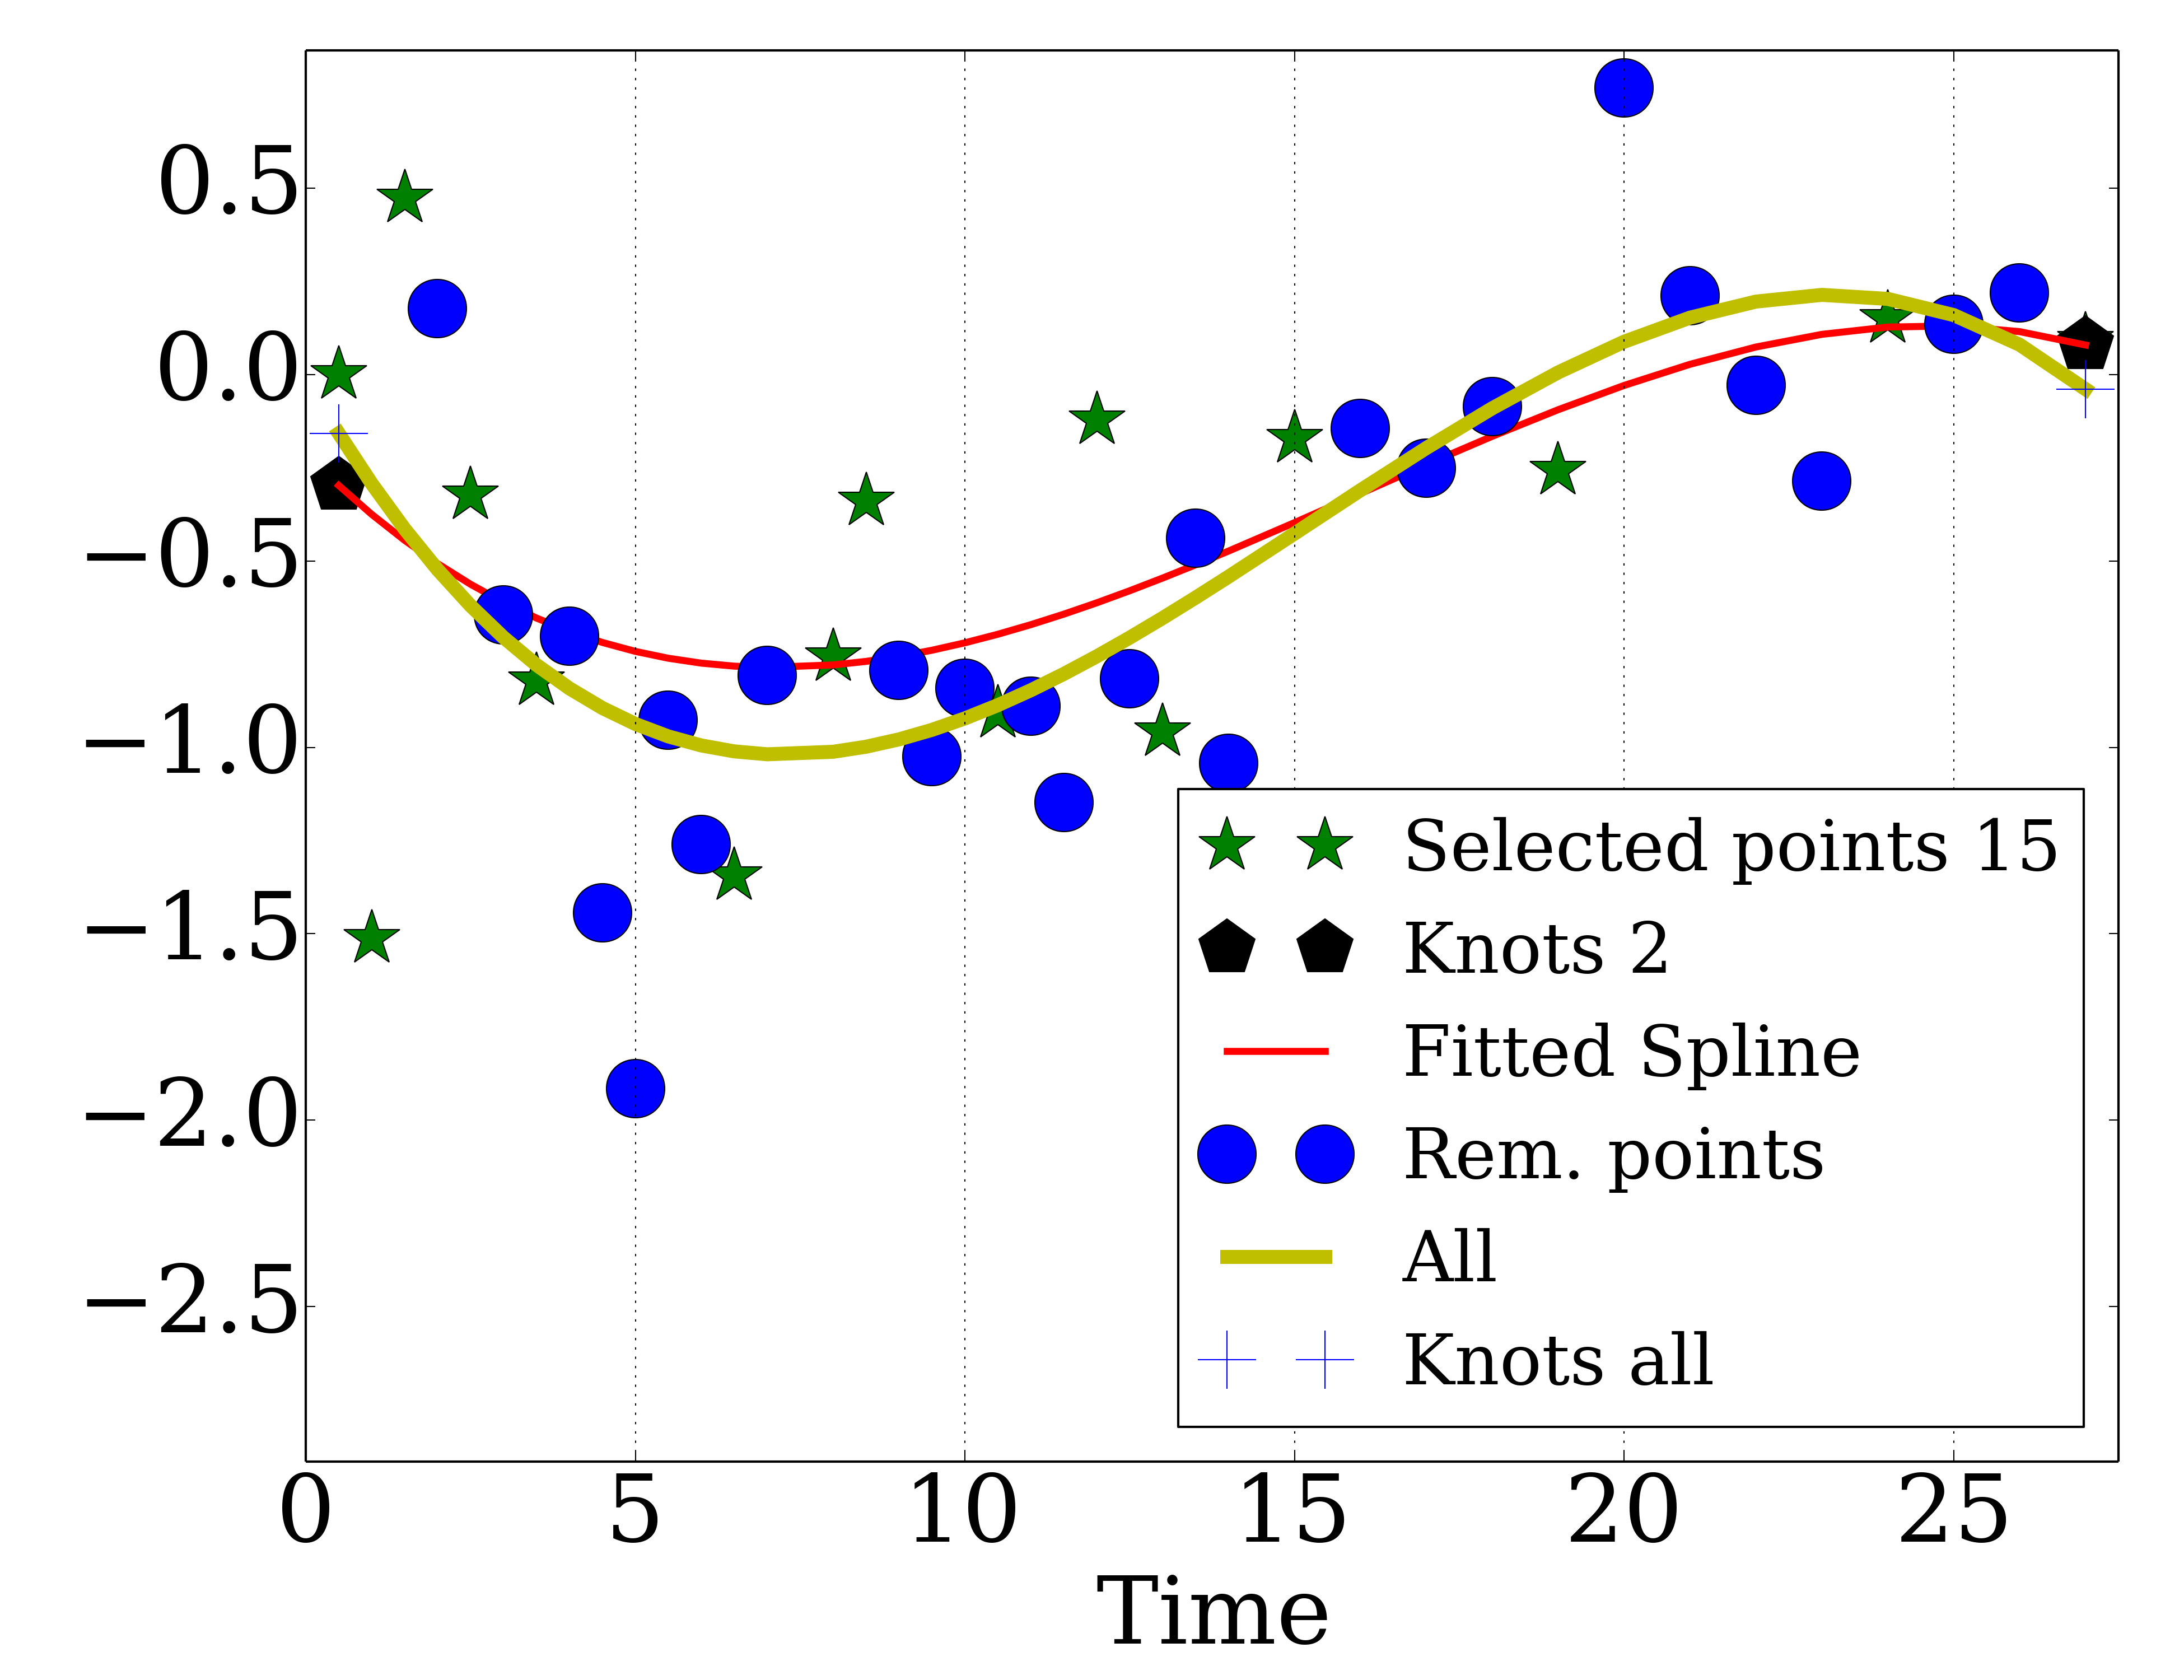 0.5
0.0
−0.5
−1.0
−1.5
−2.0
−2.5
0 5 10 15 20 25
Time
Selected points 15
Knots 2
Fitted Spline
Rem. points
All
Knots all